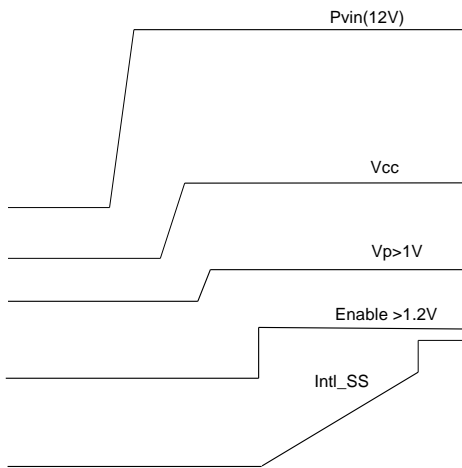 Pvin(12V)
Vcc
Vp>1V
Enable >1.2V
Intl_SS